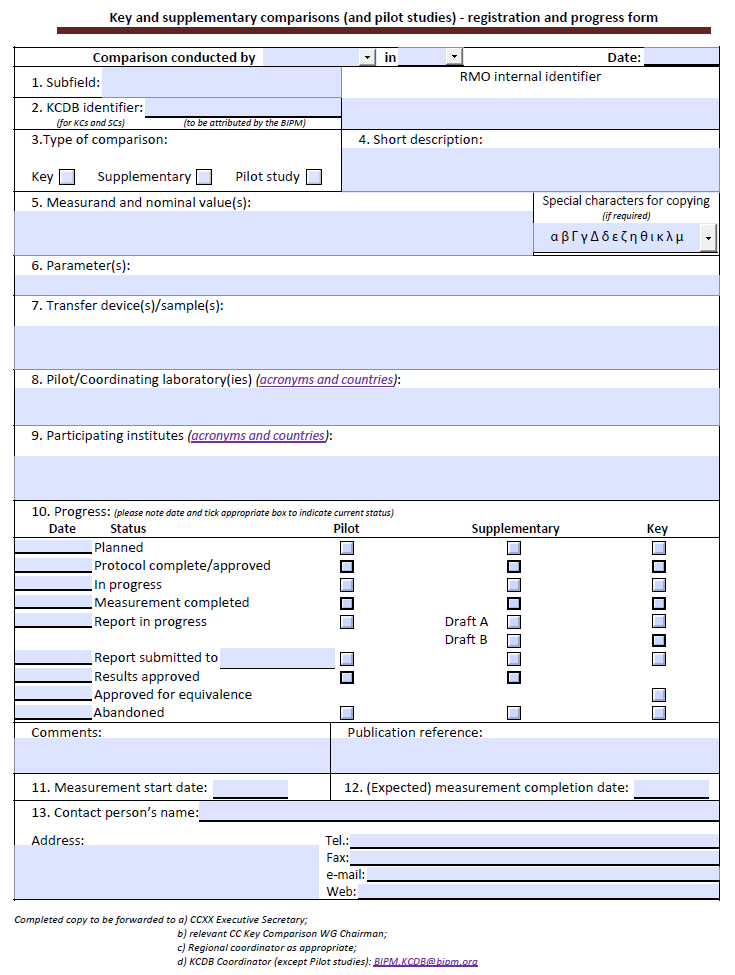 Key and supplementary comparisons (and pilot studies) - registration and progress form
Comparison conducted by in Date:
1. Subfield:
RMO internal identifier
2. KCDB identifier:
(for KCs and SCs) (to be attributed by the BIPM)
3.Type of comparison:
4. Short description:
Key Supplementary Pilot study
5. Measurand and nominal value(s):
Special characters for copying
(if required)
α β Γ γ Δ δ ε ζ η θ ι κ λ μ
6. Parameter(s):
7. Transfer device(s)/sample(s):
8. Pilot/Coordinating laboratory(ies) (acronyms and countries):
9. Participating institutes (acronyms and countries):
10. Progress: (please note date and tick appropriate box to indicate current status)
Date Status Pilot Supplementary Key
Planned
Protocol complete/approved
In progress
Measurement completed
Report in progress Draft A
Draft B
Report submitted to
Results approved
Approved for equivalence
Abandoned
Comments: Publication reference:
11. Measurement start date: 12. (Expected) measurement completion date:
13. Contact person's name:
Address: Tel.:
Fax:
e-mail:
Web:
Completed copy to be forwarded to a) CCXX Executive Secretary;
b) relevant CC Key Comparison WG Chairman;
c) Regional coordinator as appropriate;
d) KCDB Coordinator (except Pilot studies): BIPM.KCDB@bipm.org